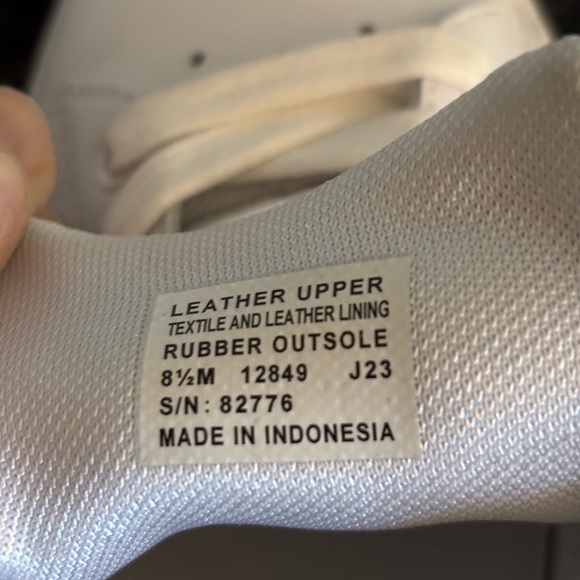 LEATHER UPPER
TEXTILE AND LEATHER LINING
RUBBER OUTSOLE
8½M 12849 J23
S/N: 82776
MADE IN INDONESIA